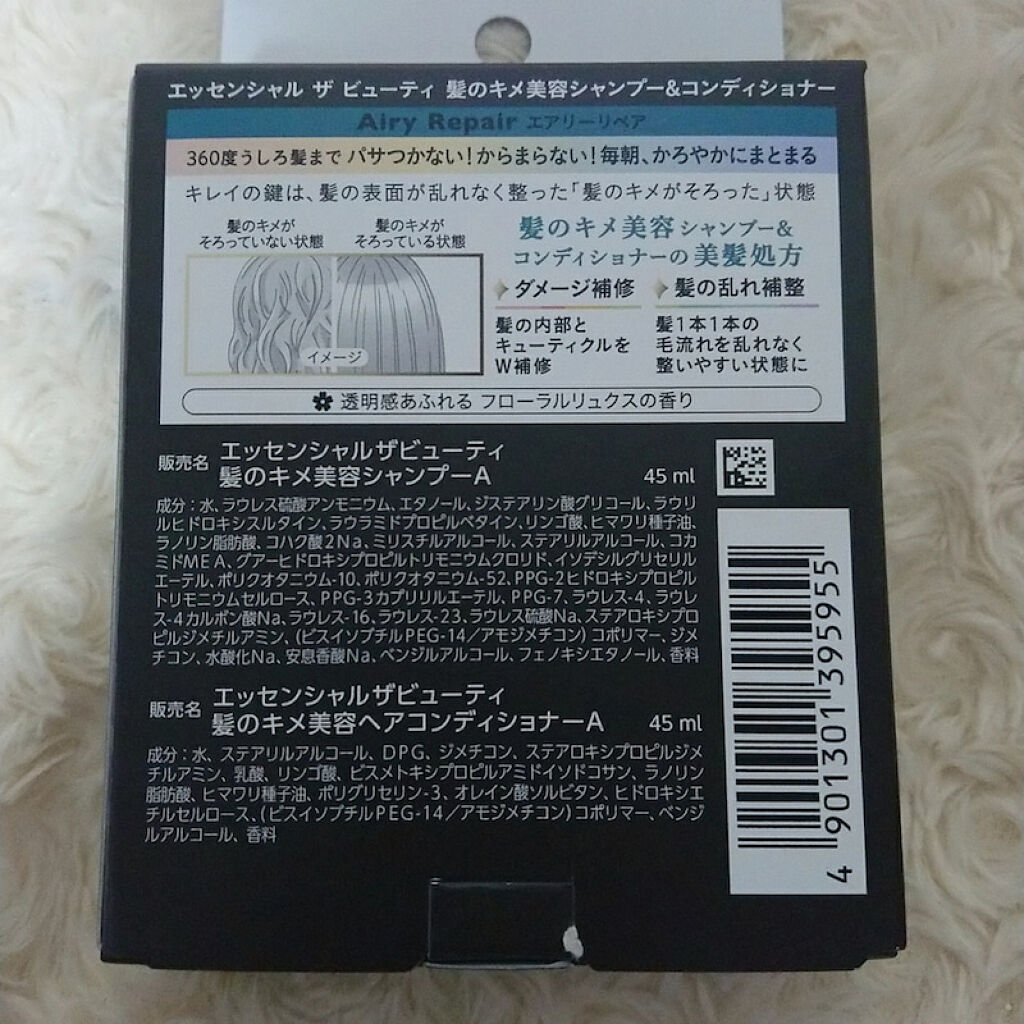 エッセンシャル ザ ビューティ 髪のキメ美容シャンプー&コンディショナー
Airy Repair エアリーリペア
360度うしろ髪まで パサつかない!からまらない!毎朝、かろやかにまとまる
キレイの鍵は、髪の表面が乱れなく整った「髪のキメがそろった」状態
髪のキメが
そろっていない状態
髪のキメが
そろっている状態
イメージ
髪のキメ美容シャンプー&
コンディショナーの美髪処方
ダメージ補修
髪の内部と
キューティクルを
W補修
髪の乱れ補整
髪1本1本の
毛流れを乱れなく
整いやすい状態に
透明感あふれる フローラルリュクスの香り
販売名 エッセンシャルザビューティ
髪のキメ美容シャンプーA 45 ml
成分:水、ラウレス硫酸アンモニウム、エタノール、ジステアリン酸グリコール、ラウリ
ルヒドロキシスルタイン、ラウラミドプロピルベタイン、リンゴ酸、ヒマワリ種子油、
ラノリン脂肪酸、コハク酸2Na、ミリスチルアルコール、ステアリルアルコール、コカ
ミドMEA、グアーヒドロキシプロピルトリモニウムクロリド、イソデシルグリセリル
エーテル、ポリクオタニウム-10、ポリクオタニウム-52、PPG-2ヒドロキシプロピル
トリモニウムセルロース、PPG-3カプリリルエーテル、PPG-7、ラウレス-4、ラウレ
ス-4カルボン酸Na、ラウレス-16、ラウレス-23、ラウレス硫酸Na、ステアロキシプロ
ピルジメチルアミン、(ビスイソブチルPEG-14/アモジメチコン)コポリマー、ジメ
チコン、水酸化Na、安息香酸Na、ベンジルアルコール、フェノキシエタノール、香料
販売名 エッセンシャルザビューティ
髪のキメ美容ヘアコンディショナーA 45 ml
成分:水、ステアリルアルコール、DPG、ジメチコン、ステアロキシプロピルジメ
チルアミン、乳酸、リンゴ酸、ビスメトキシプロピルアミドイソドコサン、ラノリン
脂肪酸、ヒマワリ種子油、ポリグリセリン-3、オレイン酸ソルビタン、ヒドロキシエ
チルセルロース、(ビスイソブチルPEG-14/アモジメチコン)コポリマー、ベンジ
ルアルコール、香料
4 901301 395955